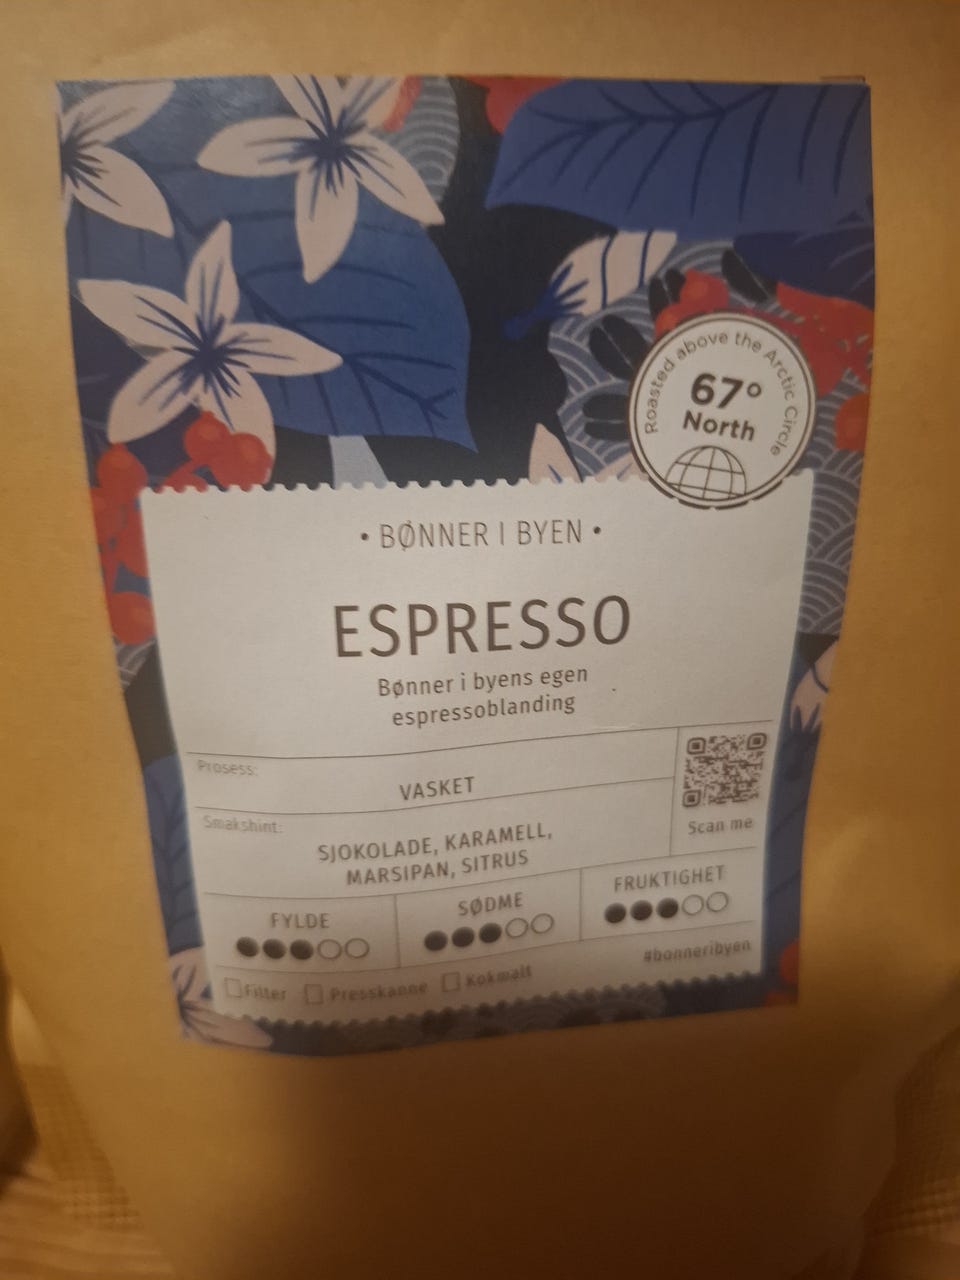 Roasted above the Arctic Circle
67°
North
• BØNNER I BYEN •
ESPRESSO
Bønner i byens egen
espressoblanding
Prosess:
VASKET
Smakshint:
SJOKOLADE, KARAMELL,
MARSIPAN, SITRUS
Scan me
FYLDE
SØDME
FRUKTIGHET
#bonneribyen
Filter
Presskanne
Kokmalt